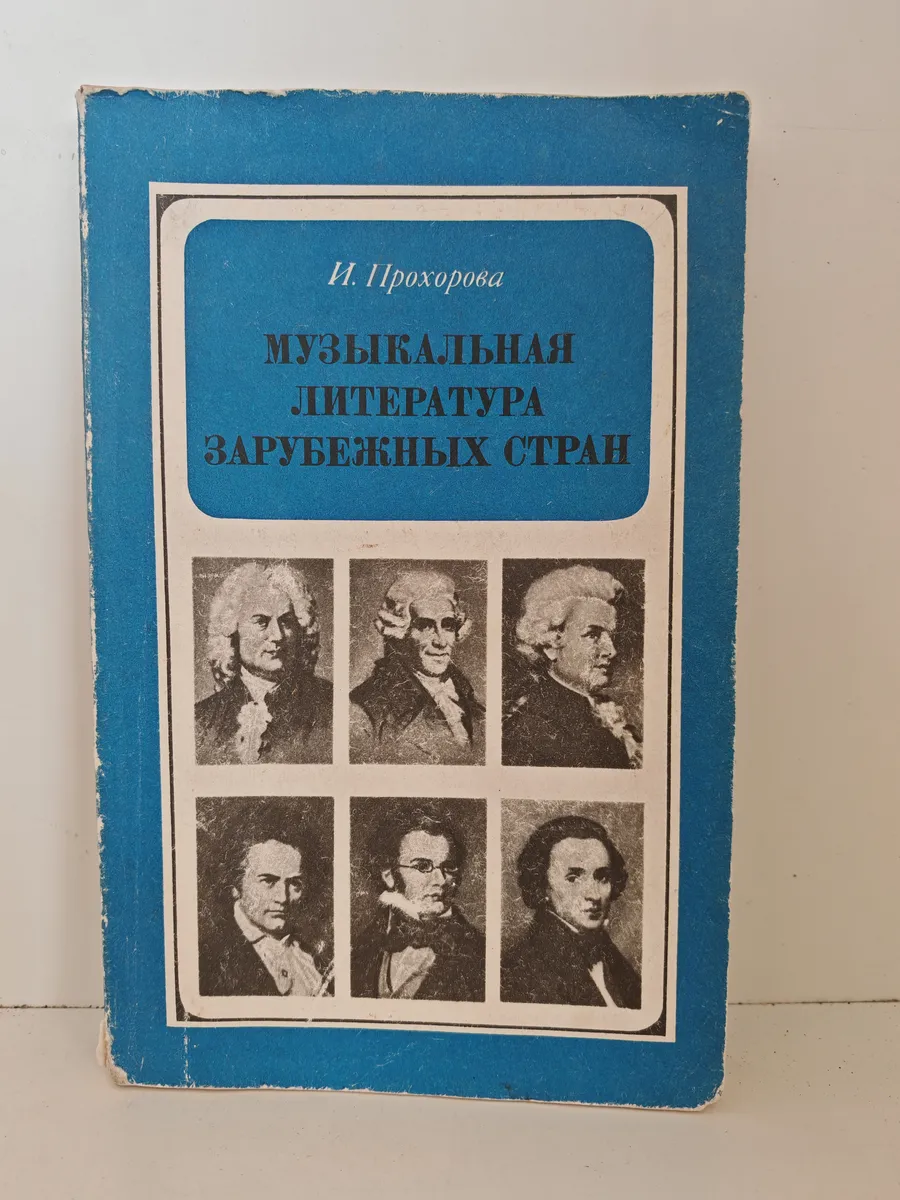 И. Прохорова
МУЗЫКАЛЬНАЯ
ЛИТЕРАТУРА
ЗАРУБЕЖНЫХ СТРАН